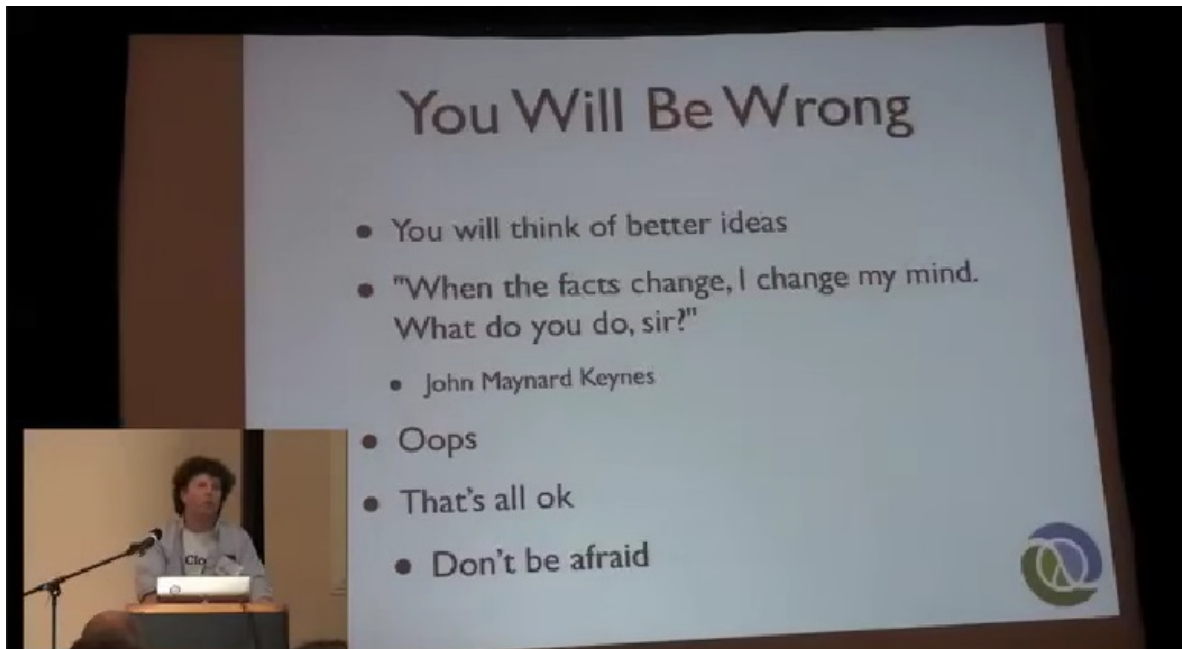 You Will Be Wrong
• You will think of better ideas
• "When the facts change, I change my mind.
What do you do, sir?"
• John Maynard Keynes
• Oops
• That's all ok
• Don't be afraid
Clo